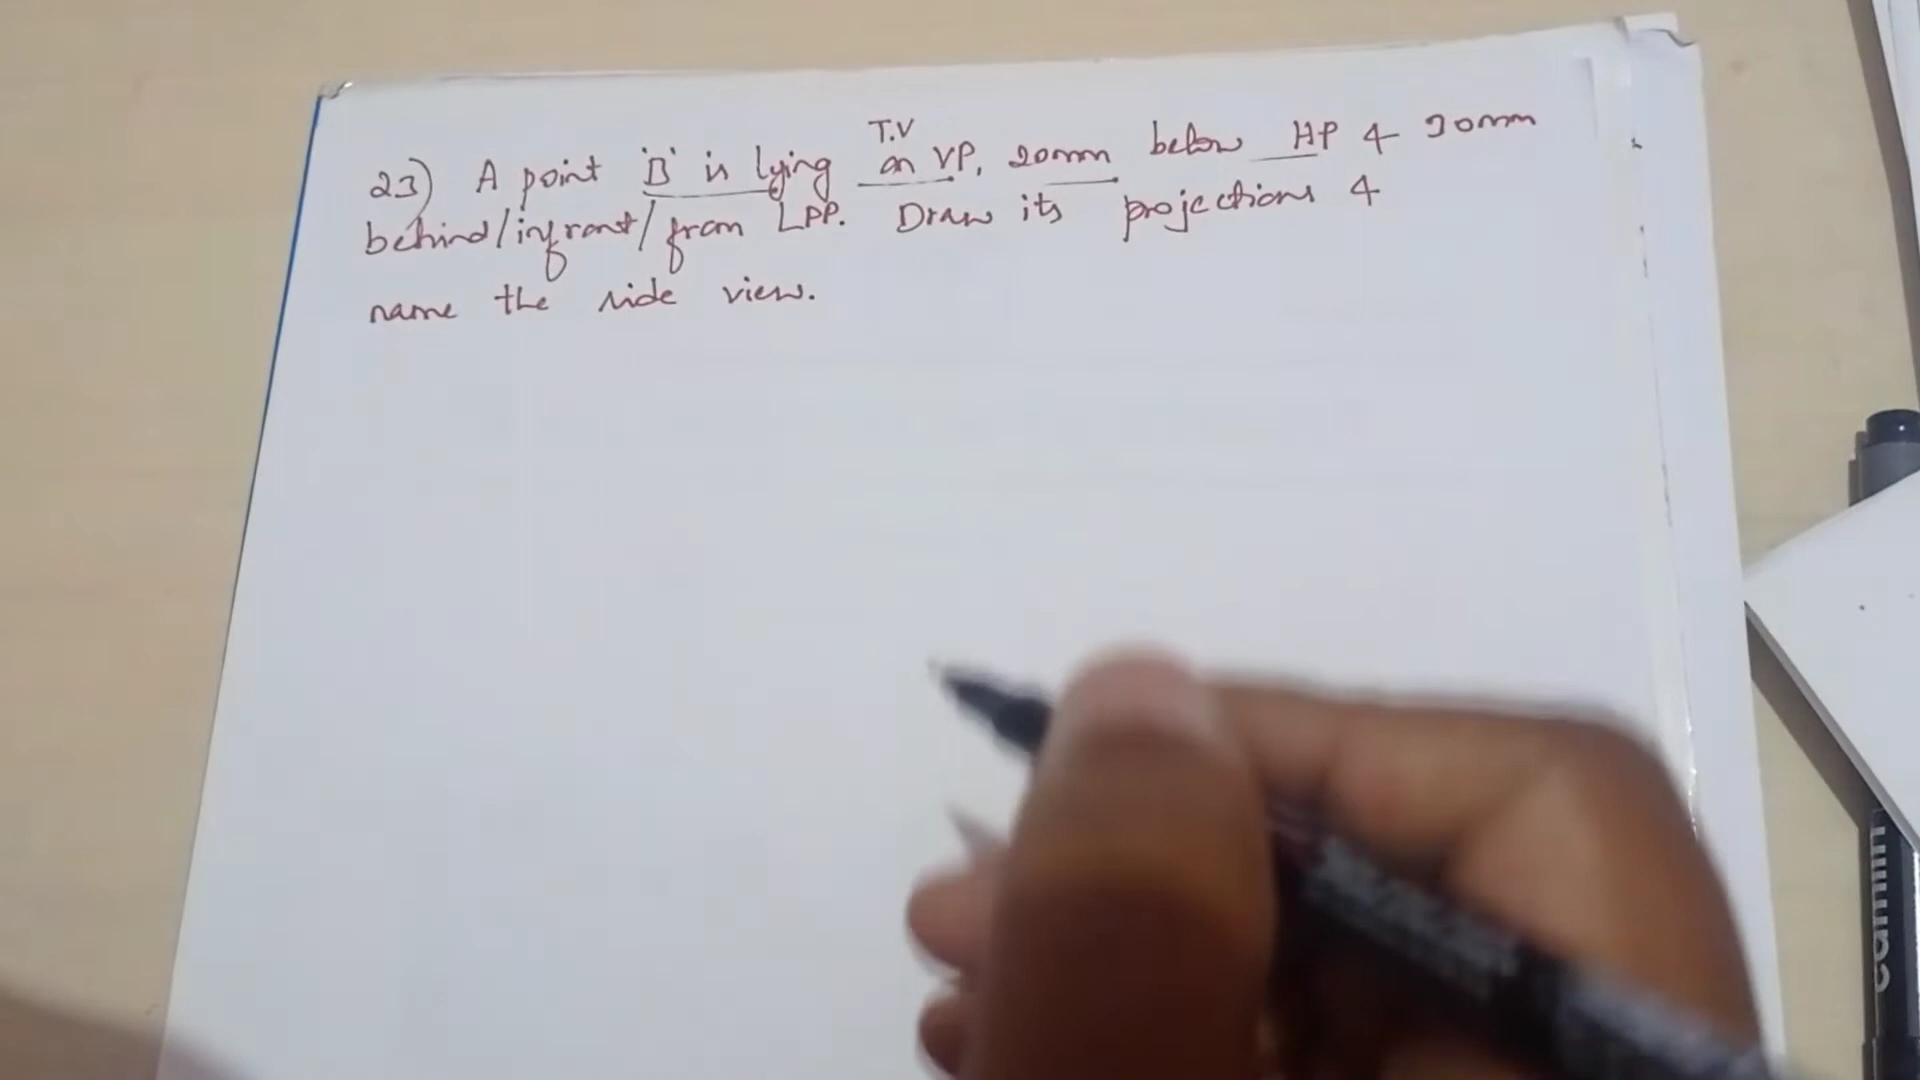 T.V
23) A point 'B' is lying on VP, 20mm below HP & 30mm
behind/infront/from LPP. Draw its projections &
name the side view.
camlin